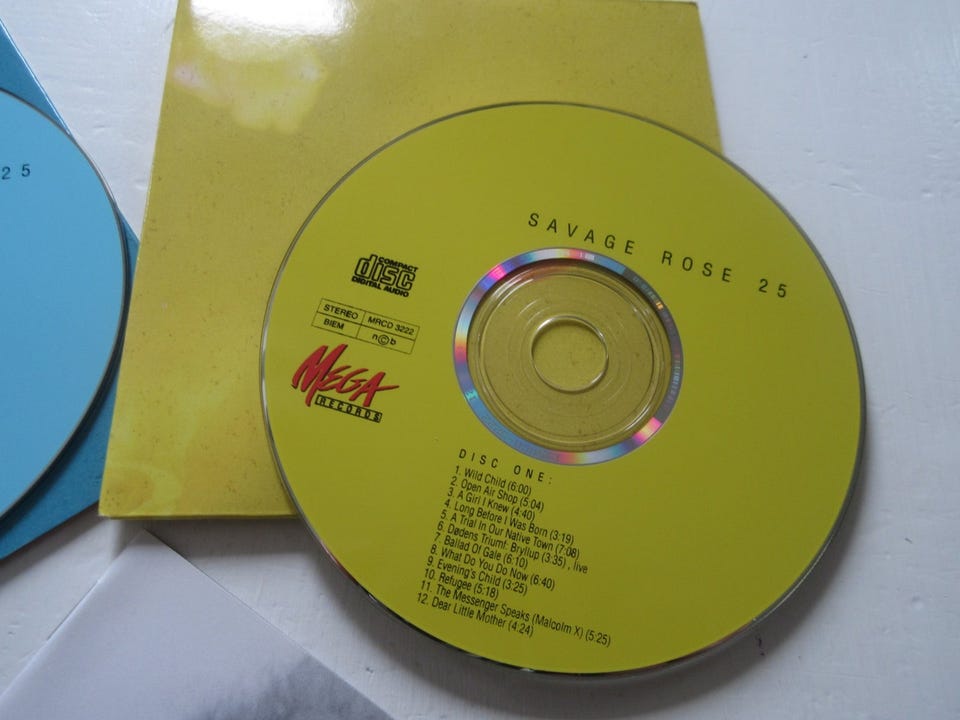 2 5
SAVAGE ROSE 25
COMPACT
disc
DIGITAL AUDIO
STEREO MRCD 3222
BIEM n©b
MEGA
RECORDS
DISC ONE:
1. Wild Child (6:00)
2. Open Air Shop (5:04)
3. A Girl I Knew (4:40)
4. Long Before I Was Born (3:19)
5. A Trial In Our Native Town (7:08)
6. Dødens Triumf: Bryllup (3:35) , live
7. Ballad Of Gale (6:10)
8. What Do You Do Now (6:40)
9. Evening's Child (3:25)
10. Refugee (5:18)
11. The Messenger Speaks (Malcolm X) (5:25)
12. Dear Little Mother (4:24)